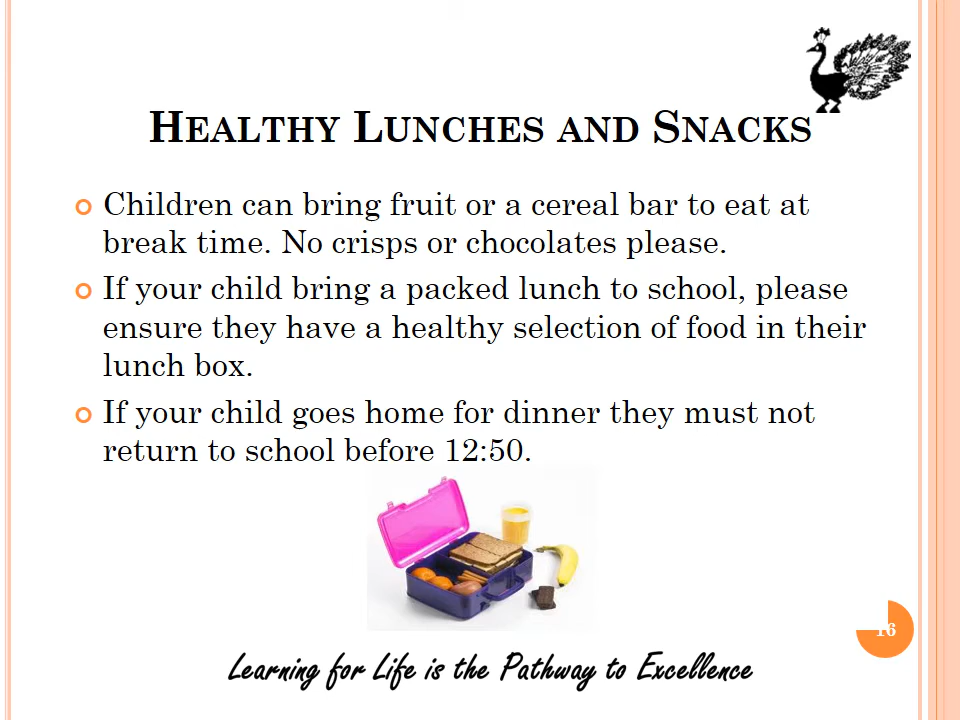 HEALTHY LUNCHES AND SNACKS
Children can bring fruit or a cereal bar to eat at
break time. No crisps or chocolates please.
If your child bring a packed lunch to school, please
ensure they have a healthy selection of food in their
lunch box.
If your child goes home for dinner they must not
return to school before 12:50.
16
Learning for Life is the Pathway to Excellence